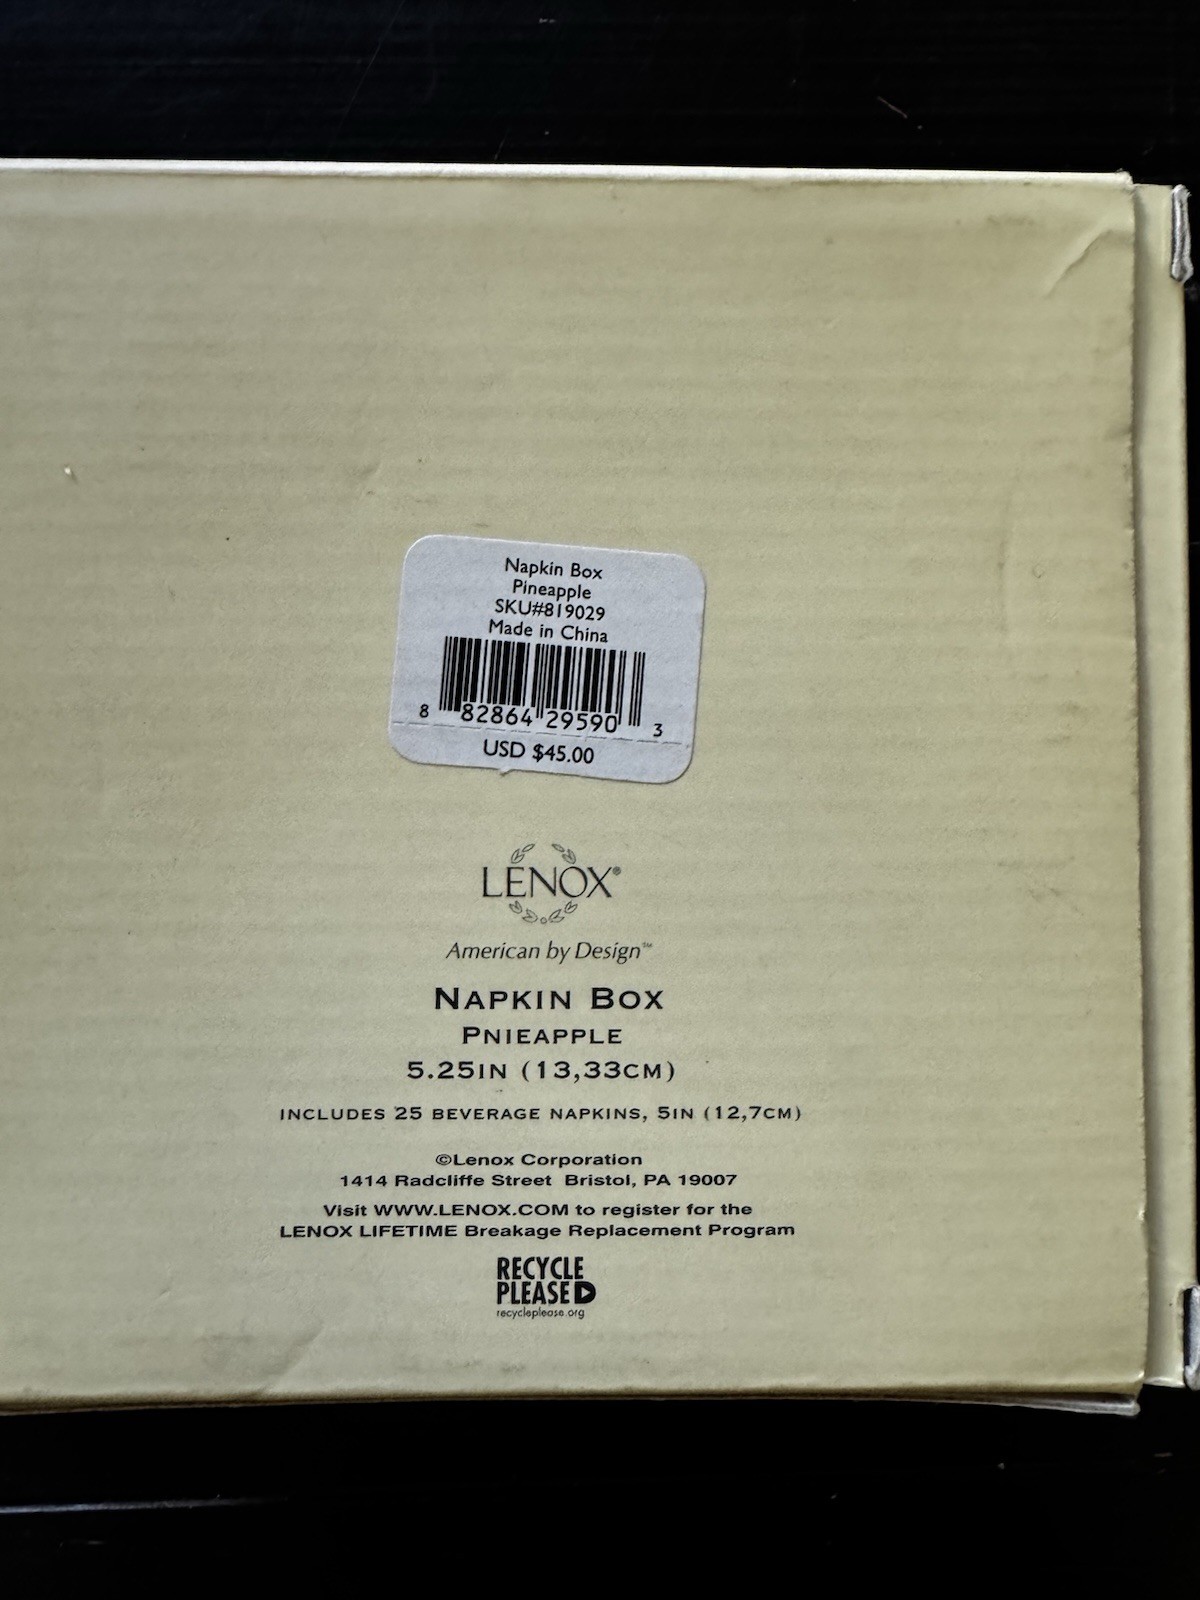 Napkin Box
Pineapple
SKU#819029
Made in China
8 82864 29590 3
USD $45.00
LENOX®
American by Design™
NAPKIN BOX
PNIEAPPLE
5.25IN (13,33CM)
INCLUDES 25 BEVERAGE NAPKINS, 5IN (12,7CM)
©Lenox Corporation
1414 Radcliffe Street Bristol, PA 19007
Visit WWW.LENOX.COM to register for the
LENOX LIFETIME Breakage Replacement Program
RECYCLE
PLEASE
recycleplease.org